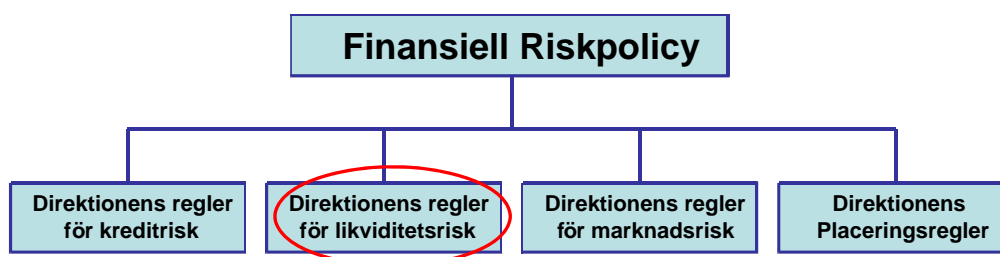 Finansiell Riskpolicy
Direktionens regler
för kreditrisk
Direktionens regler
för likviditetsrisk
Direktionens regler
för marknadsrisk
Direktionens
Placeringsregler